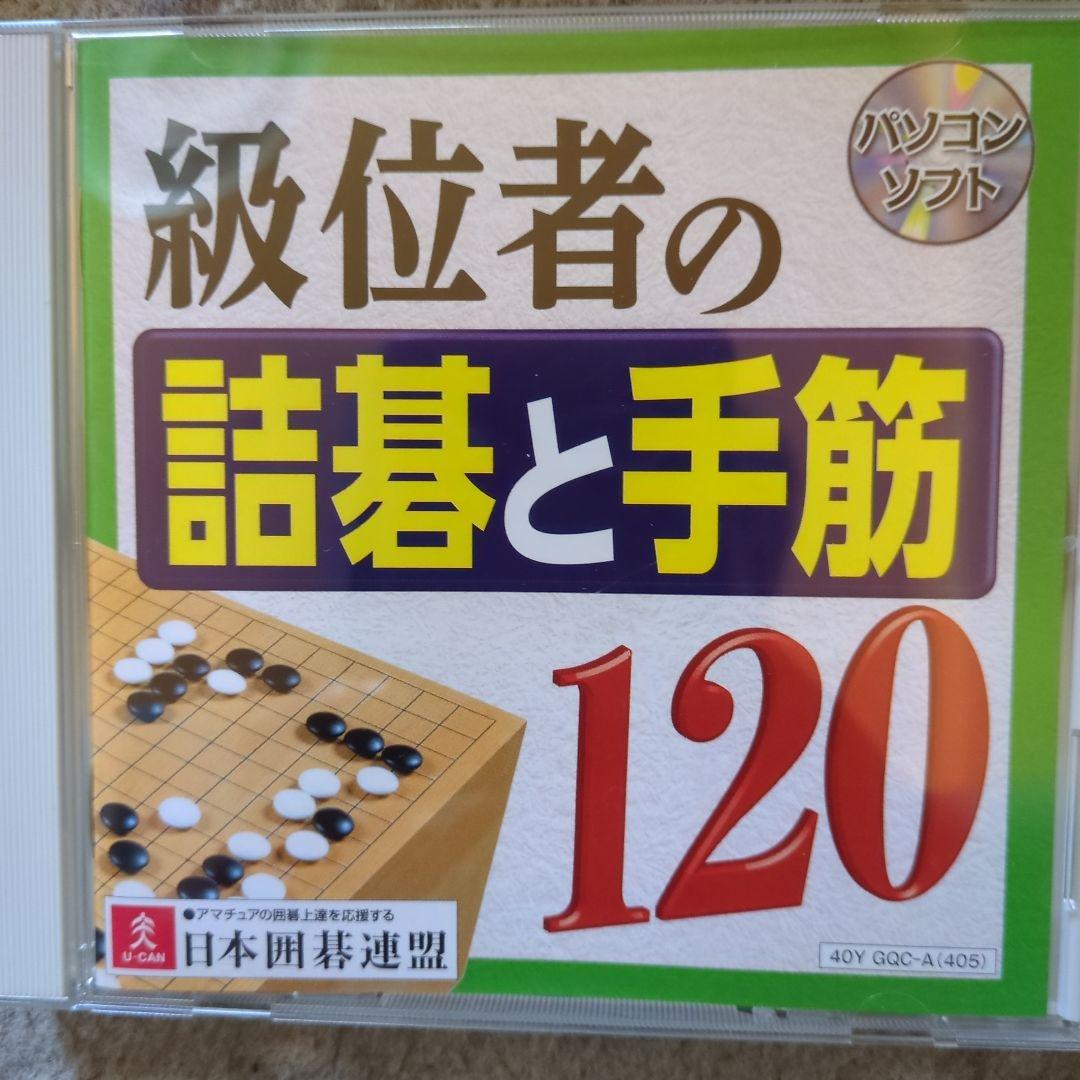 パソコン
ソフト
級位者の
詰碁と手筋
120
U-CAN
●アマチュアの囲碁上達を応援する
日本囲碁連盟
40Y GQC-A(405)